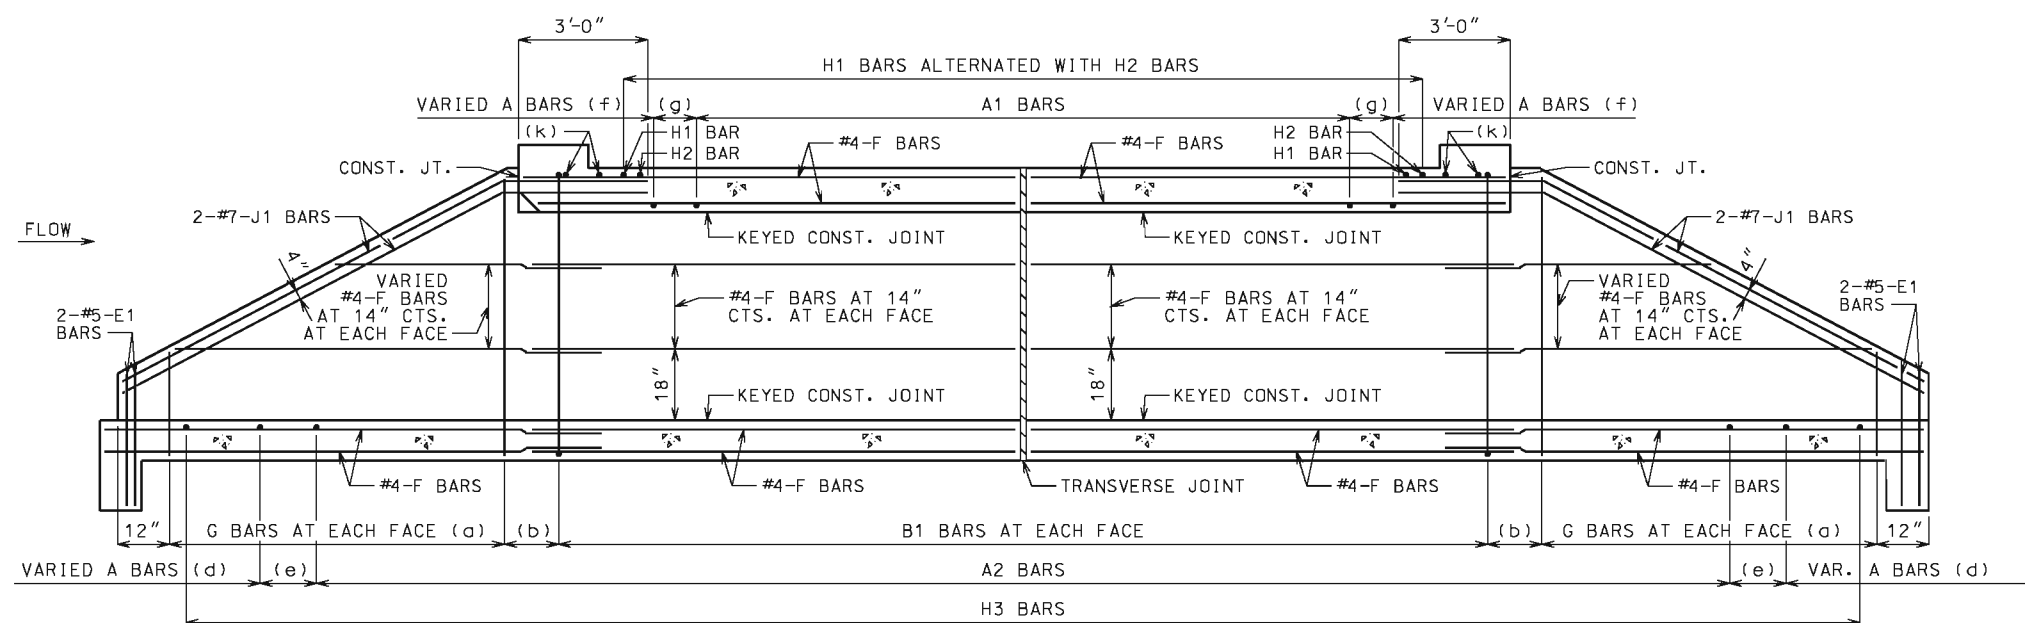 3'-0"
3'-0"
H1 BARS ALTERNATED WITH H2 BARS
VARIED A BARS (f)
(g)
A1 BARS
(g)
VARIED A BARS (f)
(k)
H1 BAR
H2 BAR
#4-F BARS
#4-F BARS
H2 BAR
H1 BAR
(k)
CONST. JT.
CONST. JT.
2-#7-J1 BARS
2-#7-J1 BARS
FLOW
KEYED CONST. JOINT
KEYED CONST. JOINT
4"
4"
VARIED
#4-F BARS
AT 14" CTS.
AT EACH FACE
#4-F BARS AT 14"
CTS. AT EACH FACE
#4-F BARS AT 14"
CTS. AT EACH FACE
VARIED
#4-F BARS
AT 14" CTS.
AT EACH FACE
2-#5-E1
BARS
2-#5-E1
BARS
18"
KEYED CONST. JOINT
18"
KEYED CONST. JOINT
#4-F BARS
#4-F BARS
TRANSVERSE JOINT
#4-F BARS
#4-F BARS
12"
G BARS AT EACH FACE (a)
(b)
B1 BARS AT EACH FACE
(b)
G BARS AT EACH FACE (a)
12"
VARIED A BARS (d)
(e)
A2 BARS
(e)
VAR. A BARS (d)
H3 BARS